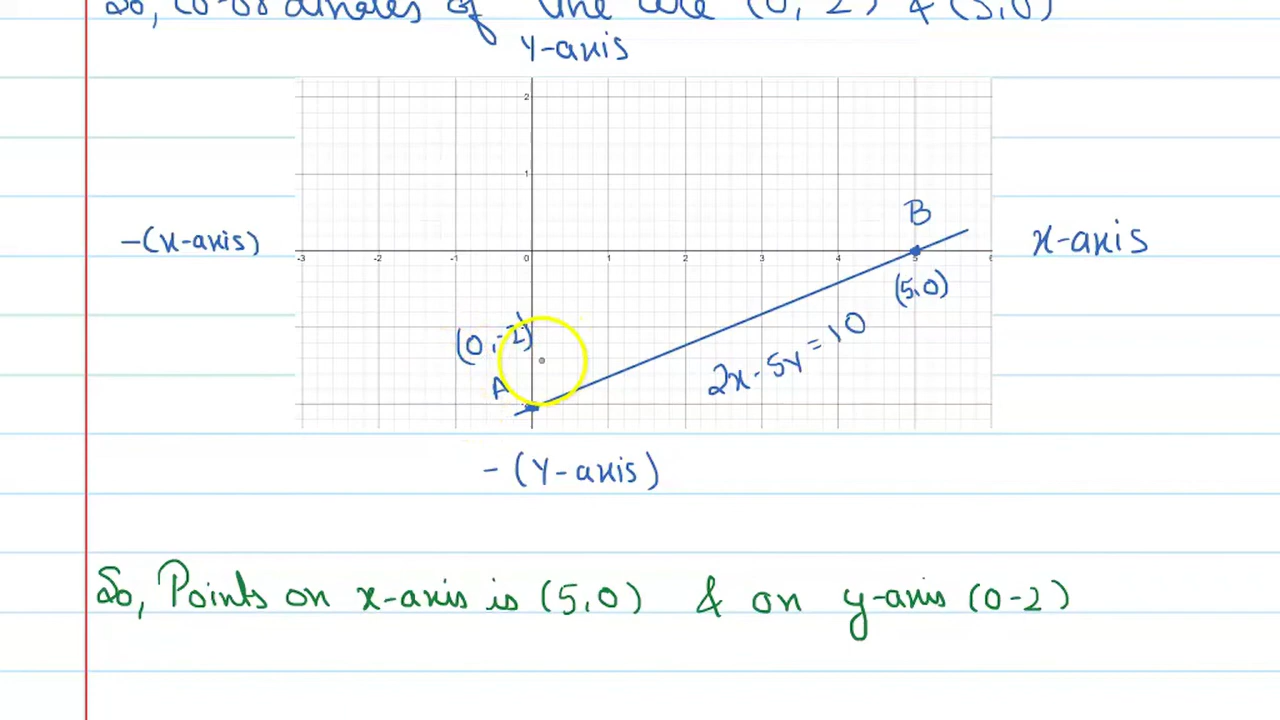 So, Co-ordinates of line are (0,-2) & (5,0)
Y-axis
2
1
B
-(x-axis)
x-axis
-3 -2 -1 0 1 2 3 4 5 6
(5,0)
(0,-2)
2x-5y=10
A
-(Y-axis)
So, Points on x-axis is (5,0) & on y-axis (0-2)